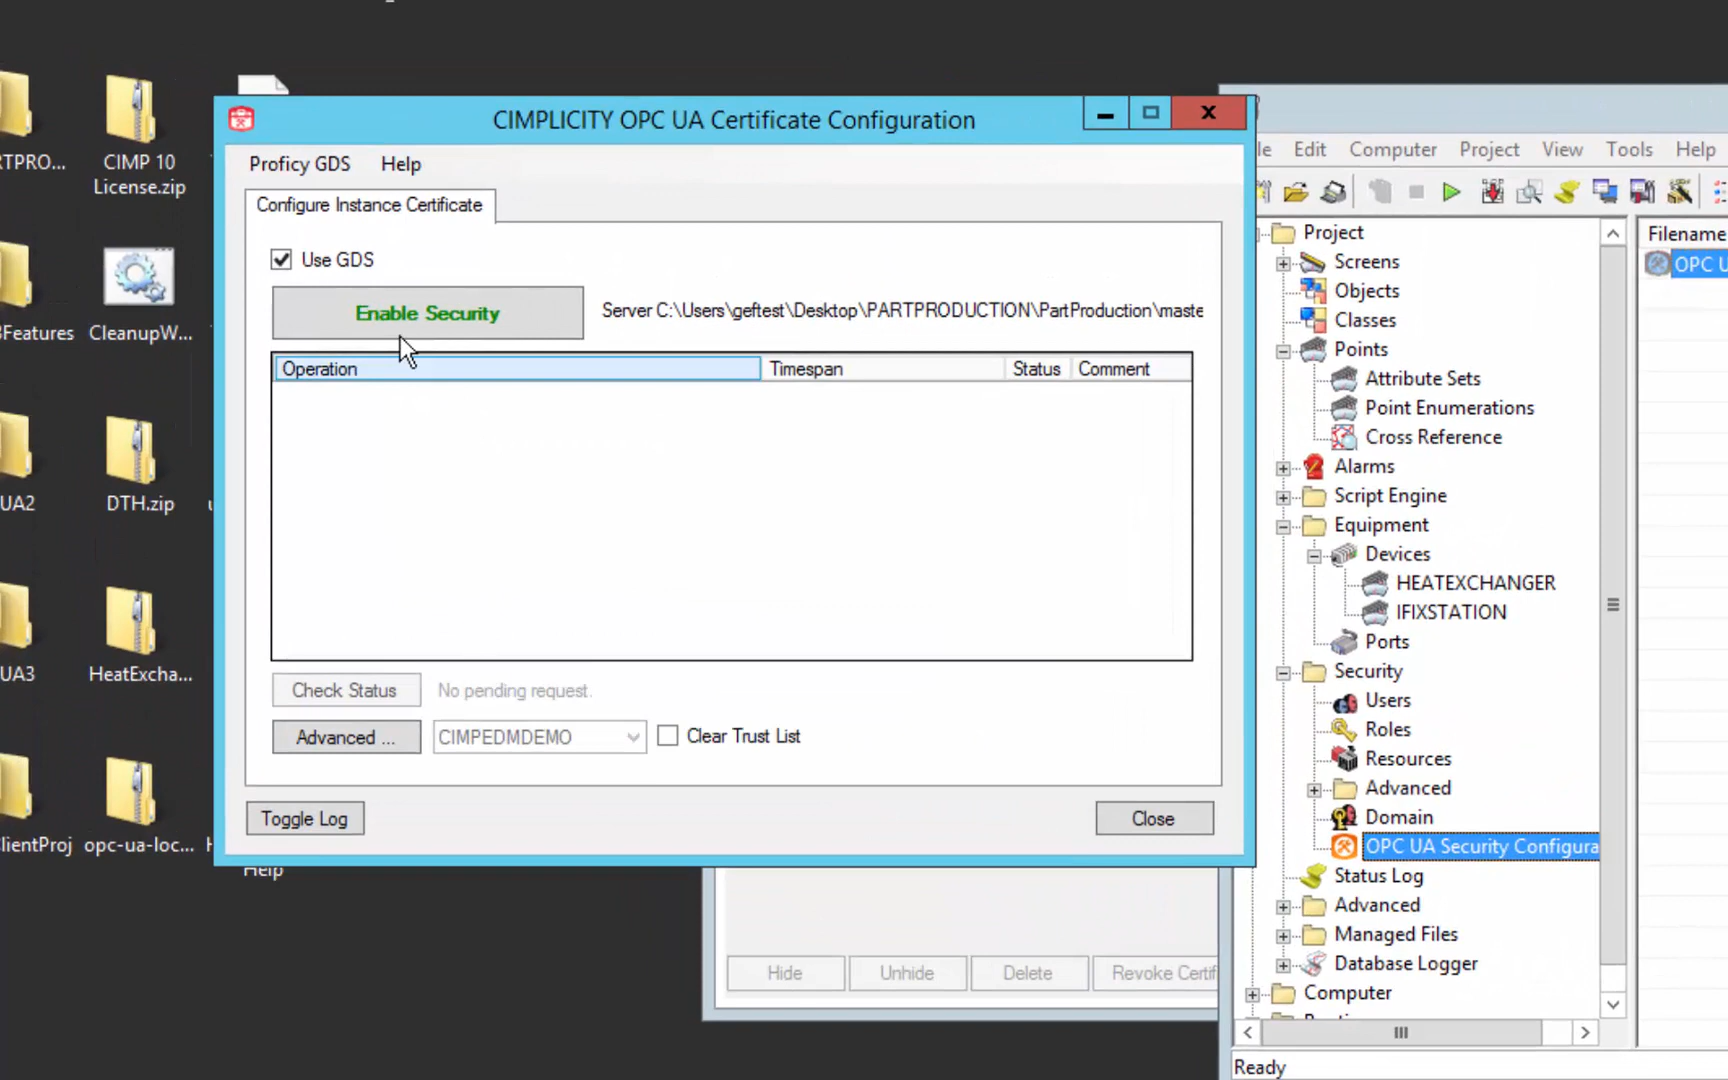 CIMPLICITY OPC UA Certificate Configuration
Proficy GDS Help
Configure Instance Certificate
Use GDS
Enable Security
Server C:\Users\geftest\Desktop\PARTPRODUCTION\PartProduction\maste
Operation Timespan Status Comment
Check Status No pending request.
Advanced ... CIMPEDMDEMO Clear Trust List
Toggle Log Close
RTPRO...
CIMP 10
License.zip
Features
CleanupW...
UA2
DTH.zip
UA3
HeatExcha...
lientProj
opc-ua-loc...
Help
Hide Unhide Delete Revoke Certif
le Edit Computer Project View Tools Help
Project
Screens
Objects
Classes
Points
Attribute Sets
Point Enumerations
Cross Reference
Alarms
Script Engine
Equipment
Devices
HEATEXCHANGER
IFIXSTATION
Ports
Security
Users
Roles
Resources
Advanced
Domain
OPC UA Security Configura
Status Log
Advanced
Managed Files
Database Logger
Computer
Filename
OPC U
Ready